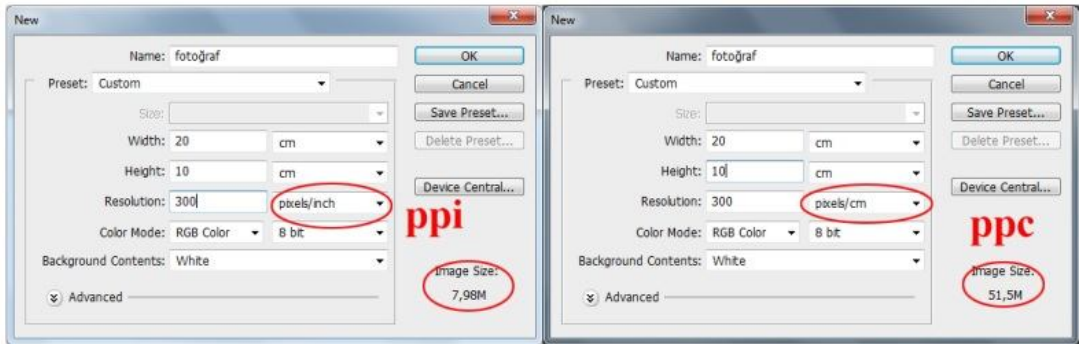 New
Name: fotoğraf
OK
Preset: Custom
Cancel
Size:
Save Preset...
Width: 20 cm
Delete Preset...
Height: 10 cm
Device Central...
Resolution: 300 pixels/inch
ppi
Color Mode: RGB Color 8 bit
Background Contents: White
Image Size:
7,98M
Advanced
New
Name: fotoğraf
OK
Preset: Custom
Cancel
Size:
Save Preset...
Width: 20 cm
Delete Preset...
Height: 10 cm
Device Central...
Resolution: 300 pixels/cm
ppc
Color Mode: RGB Color 8 bit
Background Contents: White
Image Size:
51,5M
Advanced